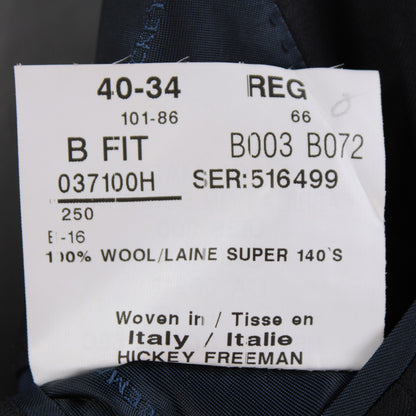 40-34 REG
101-86 66
B FIT B003 B072
037100H SER:516499
250
-16
100% WOOL/LAINE SUPER 140'S
Woven in / Tisse en
Italy / Italie
HICKEY FREEMAN